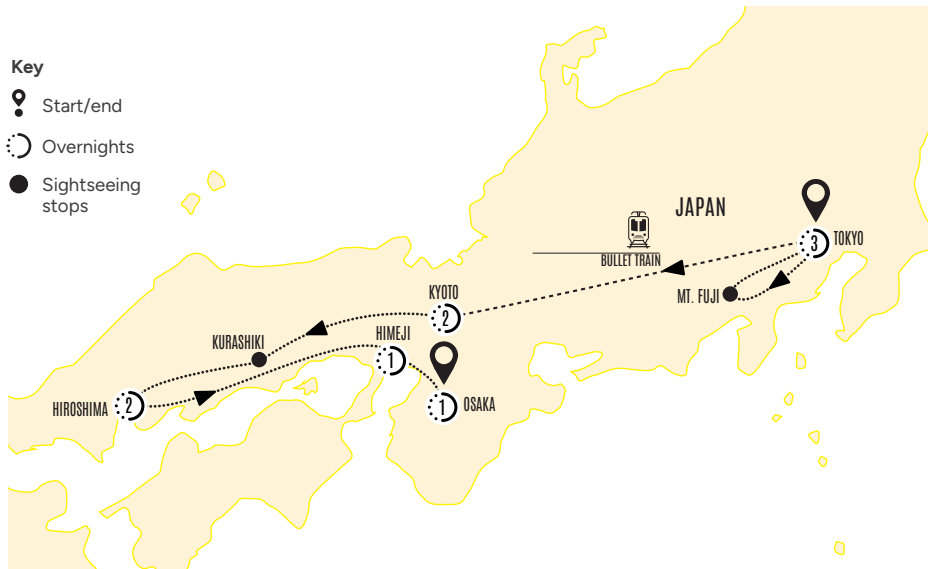 Key
Start/end
Overnights
Sightseeing
stops
JAPAN
BULLET TRAIN
3
TOKYO
MT. FUJI
KYOTO
2
HIMEJI
1
KURASHIKI
HIROSHIMA
2
1
OSAKA